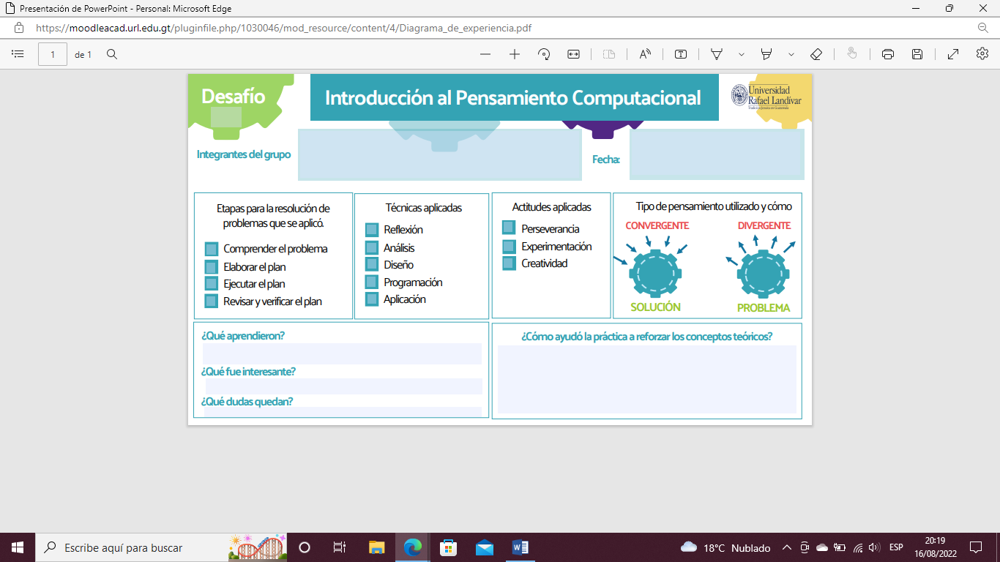 Presentación de PowerPoint - Personal: Microsoft Edge
https://moodleacad.url.edu.gt/pluginfile.php/1030046/mod_resource/content/4/Diagrama_de_experiencia.pdf
1 de 1
Desafío
Introducción al Pensamiento Computacional
Universidad
Rafael Landívar
Integrantes del grupo
Fecha:
Etapas para la resolución de
problemas que se aplicó.
Comprender el problema
Elaborar el plan
Ejecutar el plan
Revisar y verificar el plan
Técnicas aplicadas
Reflexión
Análisis
Diseño
Programación
Aplicación
Actitudes aplicadas
Perseverancia
Experimentación
Creatividad
Tipo de pensamiento utilizado y cómo
CONVERGENTE
DIVERGENTE
SOLUCIÓN
PROBLEMA
¿Qué aprendieron?
¿Qué fue interesante?
¿Qué dudas quedan?
¿Cómo ayudó la práctica a reforzar los conceptos teóricos?
Escribe aquí para buscar
18°C Nublado
ESP
20:19
16/08/2022